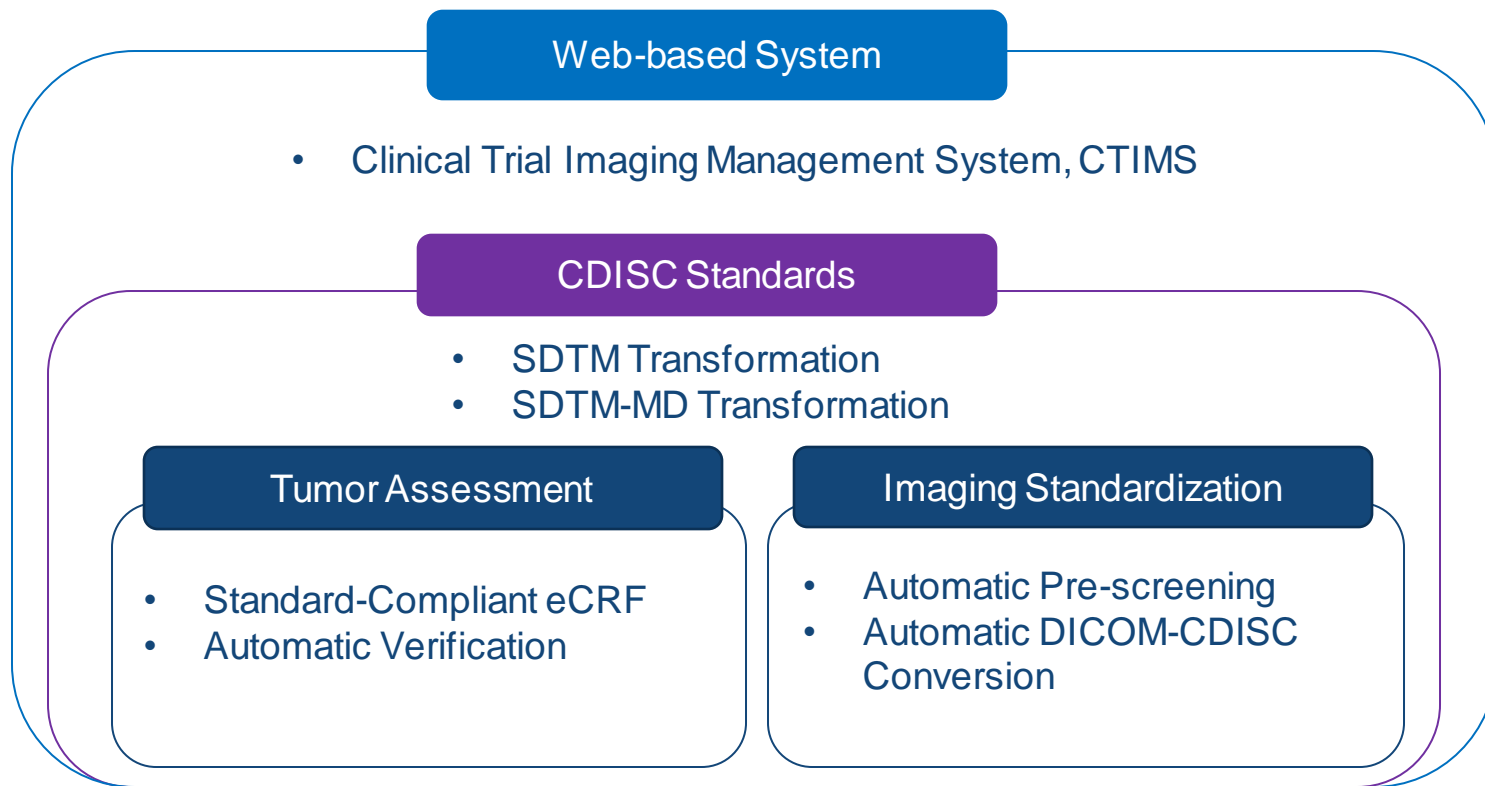 Web-based System
• Clinical Trial Imaging Management System, CTIMS
CDISC Standards
• SDTM Transformation
• SDTM-MD Transformation
Tumor Assessment
• Standard-Compliant eCRF
• Automatic Verification
Imaging Standardization
• Automatic Pre-screening
• Automatic DICOM-CDISC
Conversion